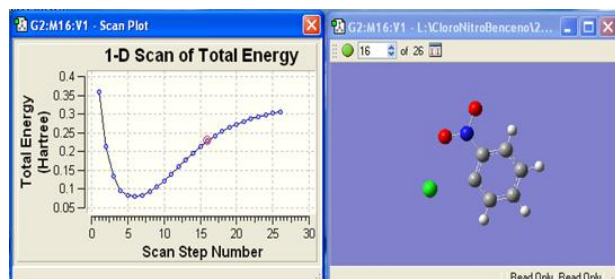 G2:M16:V1 - Scan Plot
1-D Scan of Total Energy
Total Energy
(Hartree)
0.4
0.35
0.3
0.25
0.2
0.15
0.1
0.05
0 5 10 15 20 25 30
Scan Step Number
G2:M16:V1 - L:\CloroNitroBenceno\2...
16 of 26
Read Only, Read Only